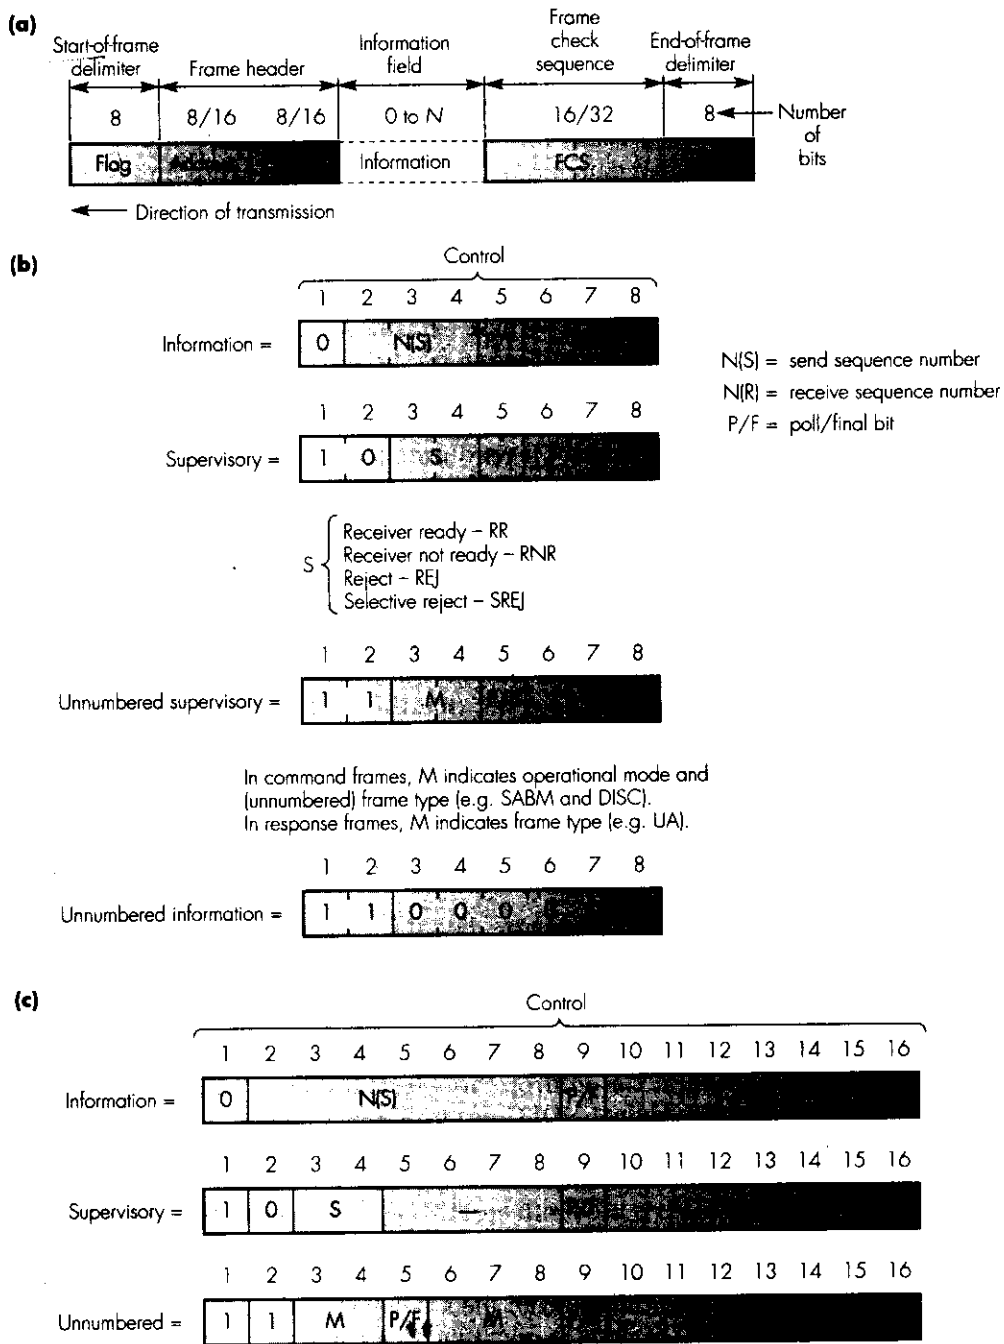 (a)
Start-of-frame delimiter
Frame header
Information field
Frame check sequence
End-of-frame delimiter
8 8/16 8/16 0 to N 16/32 8 Number of bits
Flag Address Information FCS
Direction of transmission
(b)
Control
1 2 3 4 5 6 7 8
Information = 0 N(S)
N(S) = send sequence number
N(R) = receive sequence number
P/F = poll/final bit
1 2 3 4 5 6 7 8
Supervisory = 1 0 S P/F
S
Receiver ready – RR
Receiver not ready – RNR
Reject – REJ
Selective reject – SREJ
1 2 3 4 5 6 7 8
Unnumbered supervisory = 1 1 M
In command frames, M indicates operational mode and
(unnumbered) frame type (e.g. SABM and DISC).
In response frames, M indicates frame type (e.g. UA).
1 2 3 4 5 6 7 8
Unnumbered information = 1 1 0 0 0
(c)
Control
1 2 3 4 5 6 7 8 9 10 11 12 13 14 15 16
Information = 0 N(S) P/F
1 2 3 4 5 6 7 8 9 10 11 12 13 14 15 16
Supervisory = 1 0 S –
1 2 3 4 5 6 7 8 9 10 11 12 13 14 15 16
Unnumbered = 1 1 M P/F M